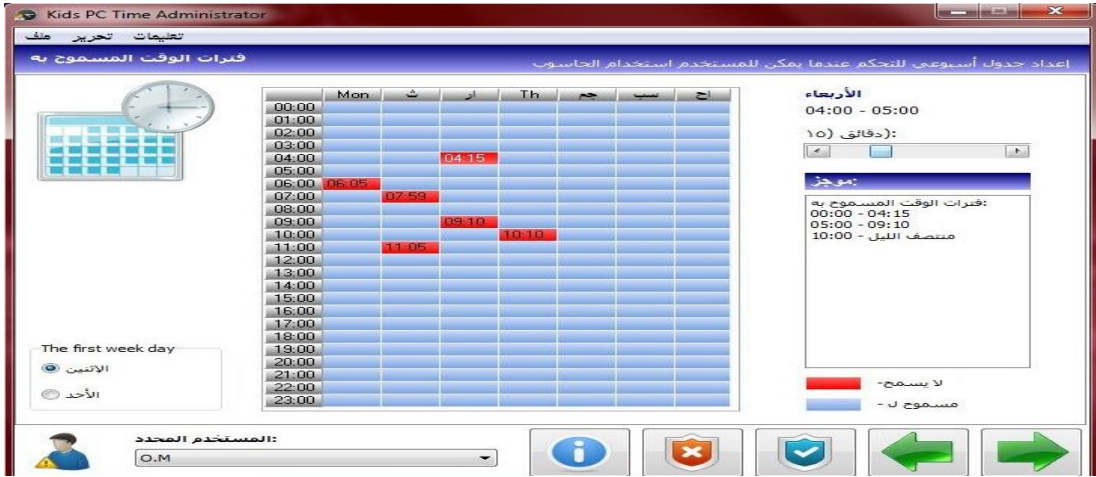 Kids PC Time Administrator
ملف تحرير تعليمات
فترات الوقت المسموح به
إعداد جدول أسبوعي للتحكم عندما يمكن للمستخدم استخدام الحاسوب
Mon ث ار Th جم سب اح
00:00
01:00
02:00
03:00
04:00 04:15
05:00
06:00 06:05
07:00 07:59
08:00
09:00 09:10
10:00 10:10
11:00 11:05
12:00
13:00
14:00
15:00
16:00
17:00
18:00
19:00
20:00
21:00
22:00
23:00
The first week day
الاثنين
الأحد
الأربعاء
04:00 - 05:00
:(دقائق (١٥
:موجز
:فترات الوقت المسموح به
00:00 - 04:15
05:00 - 09:10
منتصف الليل - 10:00
لا يسمح-
مسموح ل -
:المستخدم المحدد
O.M